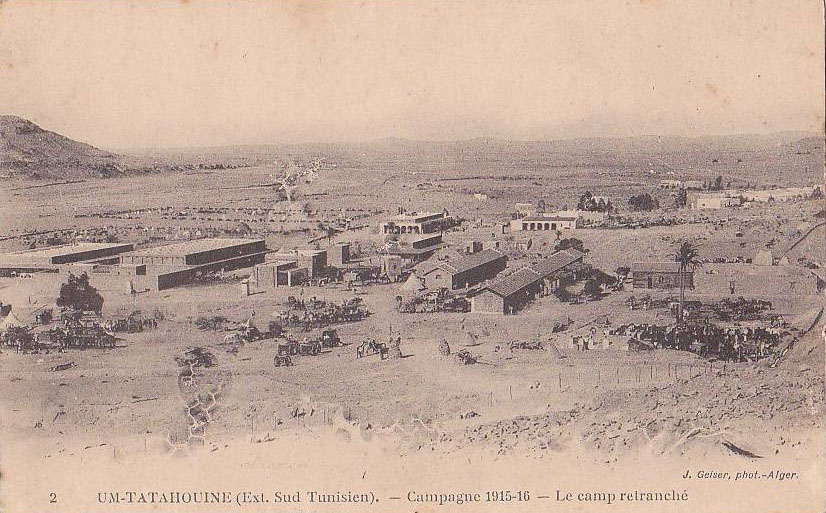 J. Geiser, phot.-Alger.
2 UM-TATAHOUINE (Ext. Sud Tunisien). — Campagne 1915-16 — Le camp retranché